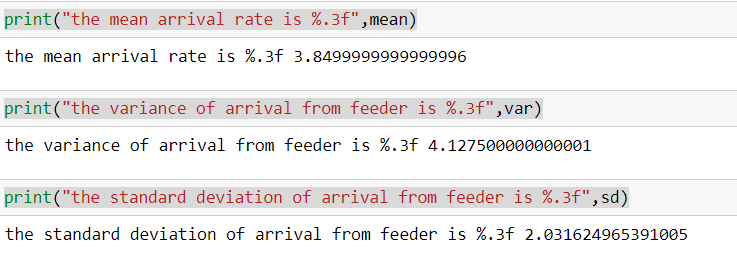 print("the mean arrival rate is %.3f",mean)
the mean arrival rate is %.3f 3.8499999999999996
print("the variance of arrival from feeder is %.3f",var)
the variance of arrival from feeder is %.3f 4.127500000000001
print("the standard deviation of arrival from feeder is %.3f",sd)
the standard deviation of arrival from feeder is %.3f 2.031624965391005